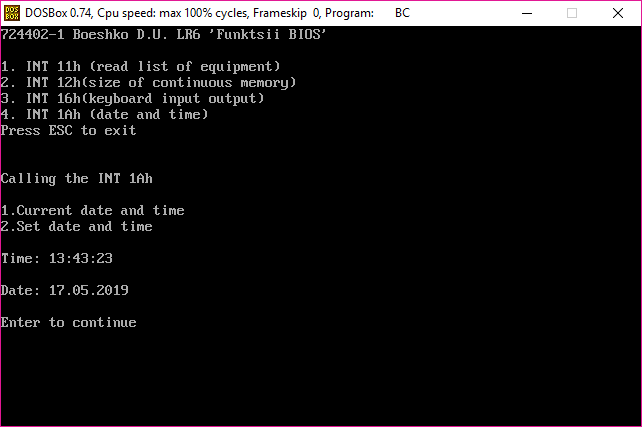 DOS
BOX
DOSBox 0.74, Cpu speed: max 100% cycles, Frameskip 0, Program: BC
724402-1 Boeshko D.U. LR6 'Funktsii BIOS'
1. INT 11h (read list of equipment)
2. INT 12h(size of continuous memory)
3. INT 16h(keyboard input output)
4. INT 1Ah (date and time)
Press ESC to exit
Calling the INT 1Ah
1.Current date and time
2.Set date and time
Time: 13:43:23
Date: 17.05.2019
Enter to continue